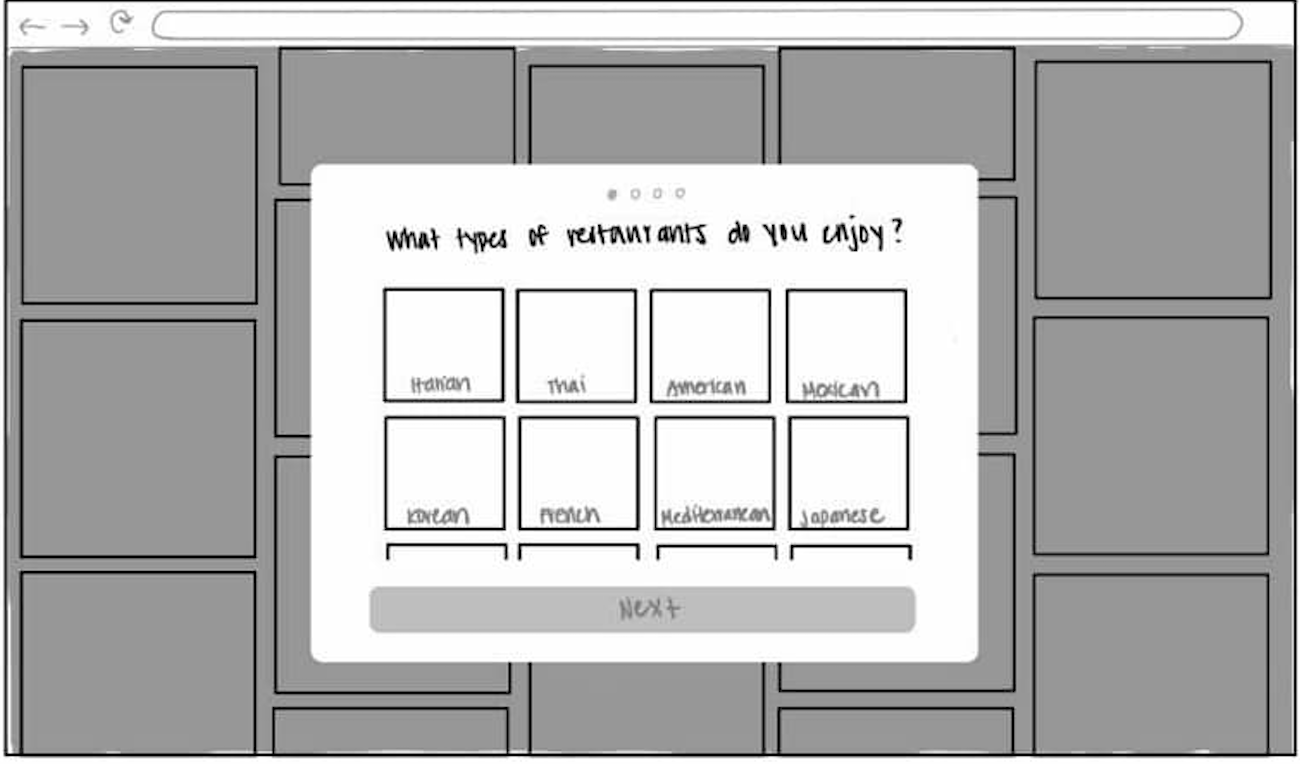 What types of restaurants do you enjoy?
Italian Thai American Mexican
Korean French Mediterranean Japanese
Next